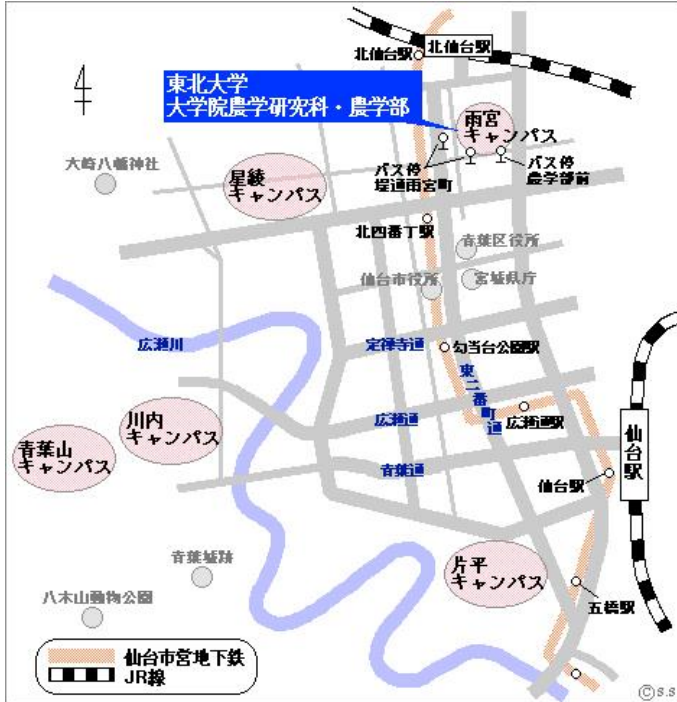 北仙台駅
北仙台駅
東北大学
大学院農学研究科・農学部
雨宮
キャンパス
バス停
堤通雨宮町
バス停
農学部前
大崎八幡神社
星綾
キャンパス
北四番丁駅
青葉区役所
仙台市役所
宮城県庁
広瀬川
定禅寺通
勾当台公園駅
東二番町通
川内
キャンパス
広瀬通
広瀬通駅
青葉山
キャンパス
青葉通
仙台駅
仙台駅
青葉城跡
片平
キャンパス
八木山動物公園
五橋駅
仙台市営地下鉄
JR線
©S.S